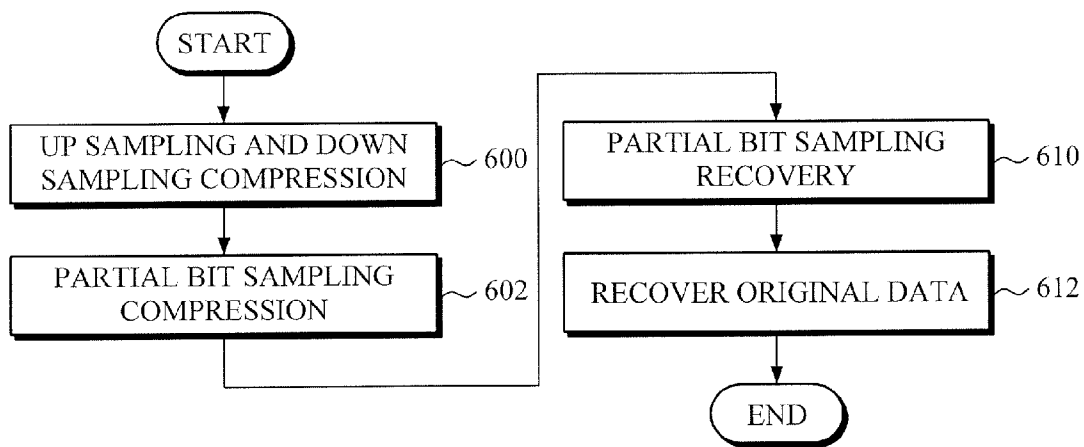 START
UP SAMPLING AND DOWN
SAMPLING COMPRESSION
600
PARTIAL BIT SAMPLING
COMPRESSION
602
PARTIAL BIT SAMPLING
RECOVERY
610
RECOVER ORIGINAL DATA
612
END